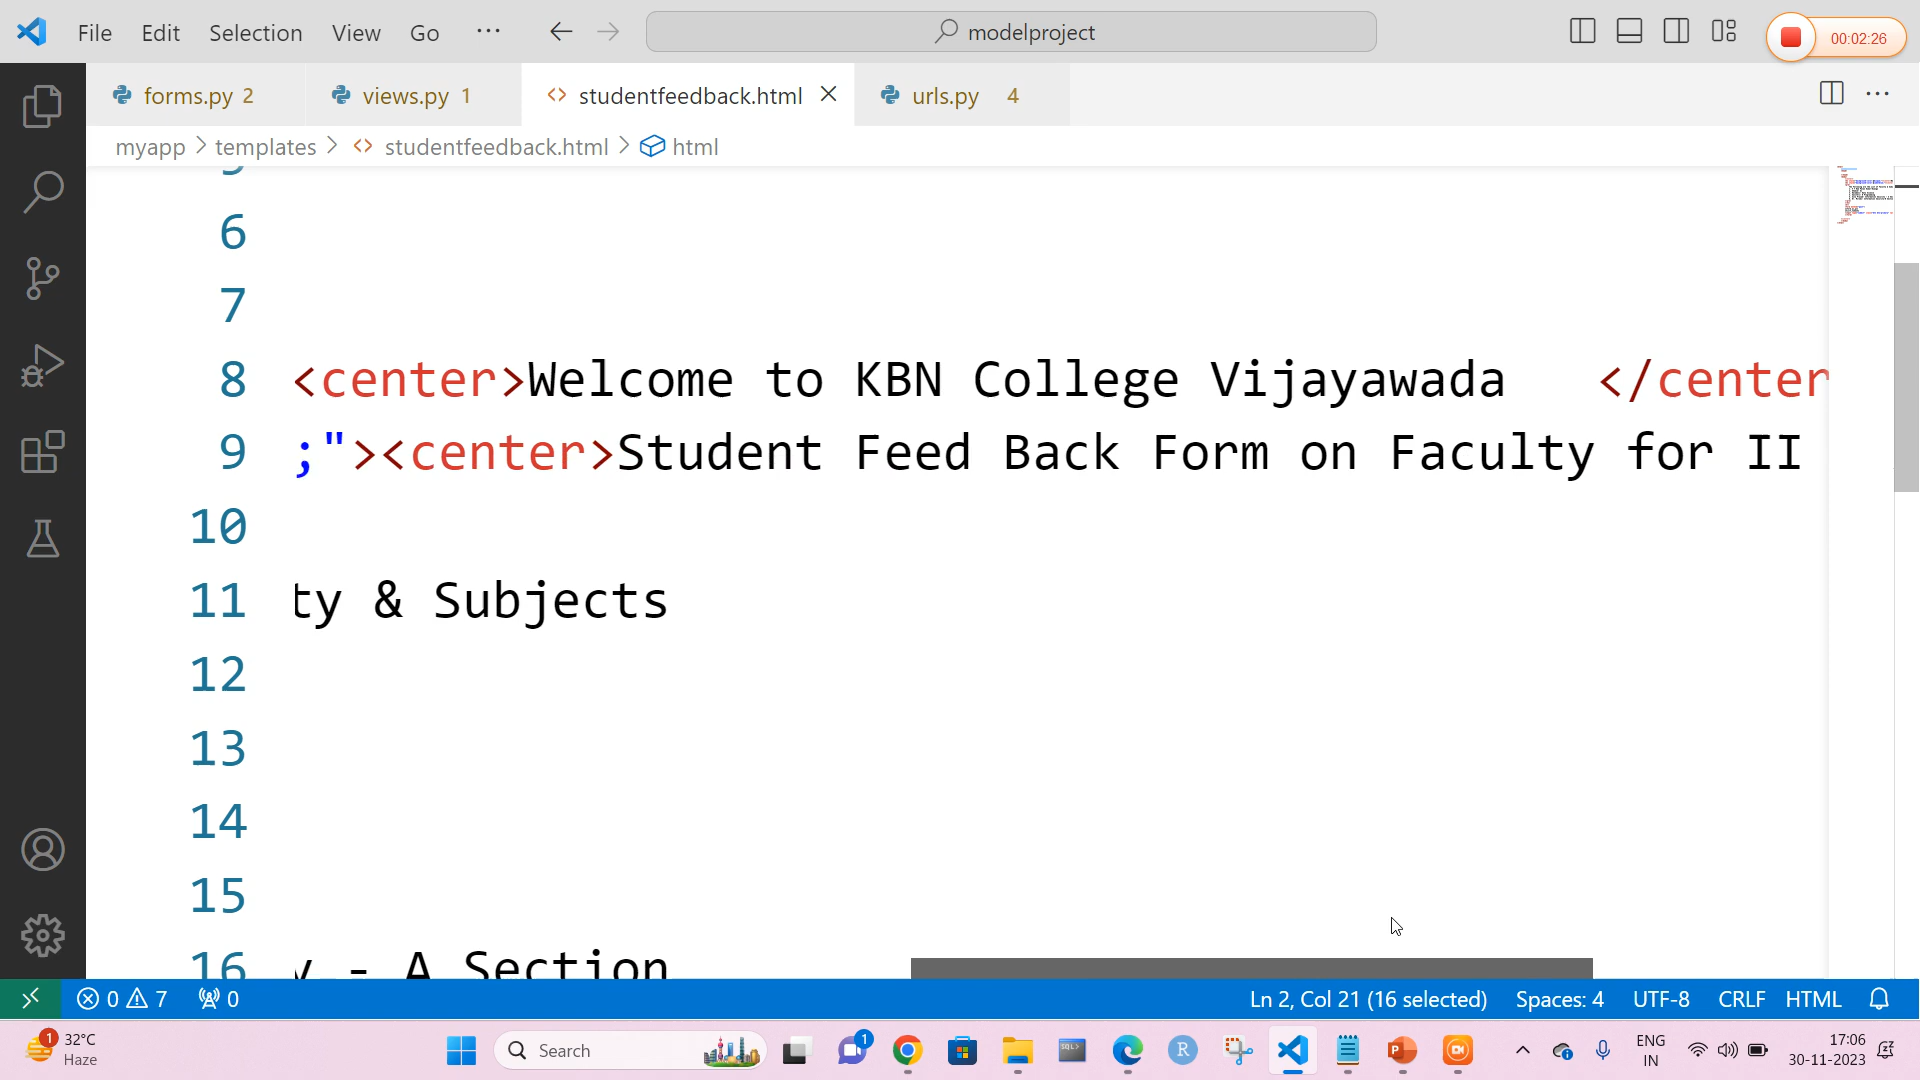 File Edit Selection View Go ··· modelproject 00:02:26
forms.py 2 views.py 1 studentfeedback.html urls.py 4
myapp > templates > studentfeedback.html > html
6
7
8 <center>Welcome to KBN College Vijayawada </center
9 ;"><center>Student Feed Back Form on Faculty for II
10
11 ty & Subjects
12
13
14
15
16 y - A Section
0 7 0 Ln 2, Col 21 (16 selected) Spaces: 4 UTF-8 CRLF HTML
1 32°C Search 1 ENG 17:06
Haze IN 30-11-2023